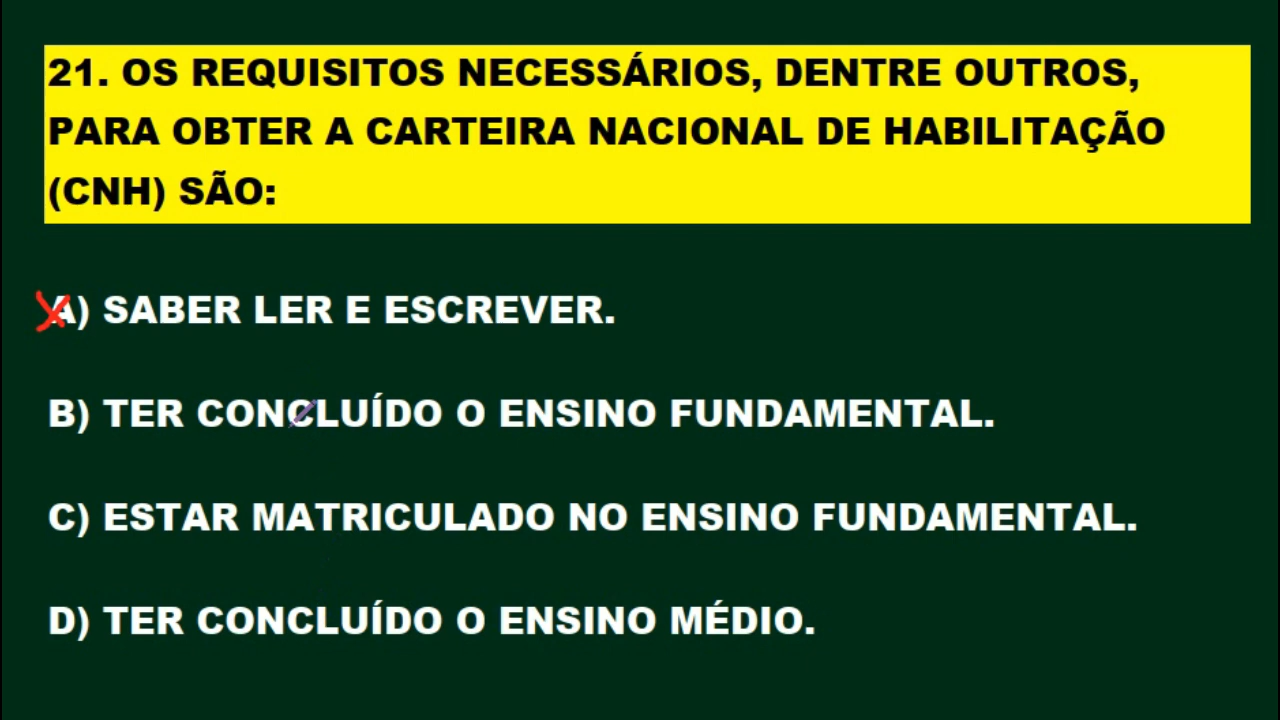 21. OS REQUISITOS NECESSÁRIOS, DENTRE OUTROS,
PARA OBTER A CARTEIRA NACIONAL DE HABILITAÇÃO
(CNH) SÃO:
A) SABER LER E ESCREVER.
B) TER CONCLUÍDO O ENSINO FUNDAMENTAL.
C) ESTAR MATRICULADO NO ENSINO FUNDAMENTAL.
D) TER CONCLUÍDO O ENSINO MÉDIO.